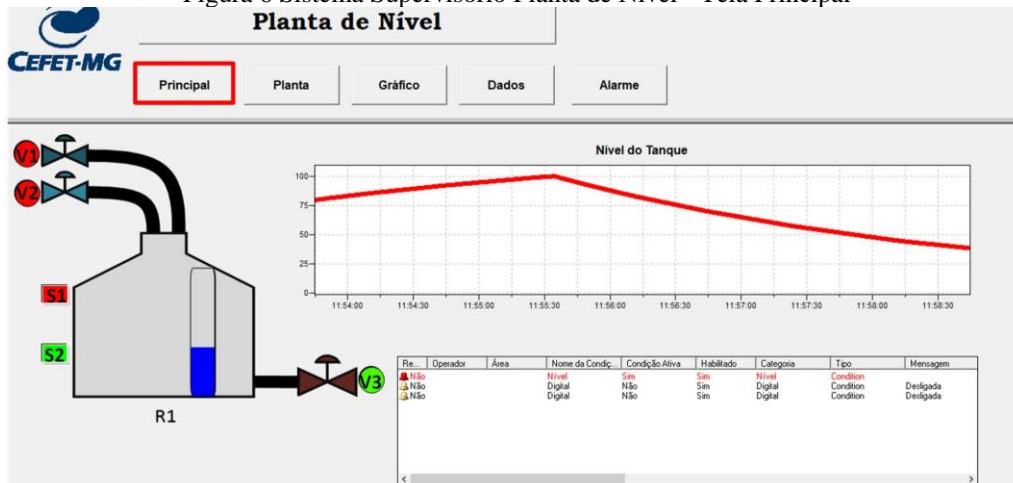 Figura 6 Sistema Supervisório Planta de Nível - Tela Principal
Planta de Nível
CEFET-MG
Principal Planta Gráfico Dados Alarme
V1
V2
S1
S2
V3
R1
Nível do Tanque
100
75
50
25
0
11:54:00 11:54:30 11:55:00 11:55:30 11:56:00 11:56:30 11:57:00 11:57:30 11:58:00 11:58:30
Re... Operador Área Nome da Condiç... Condição Ativa Habilitado Categoria Tipo Mensagem
Não Nível Sim Sim Nível Condition
Não Digital Não Sim Digital Condition Desligada
Não Digital Não Sim Digital Condition Desligada